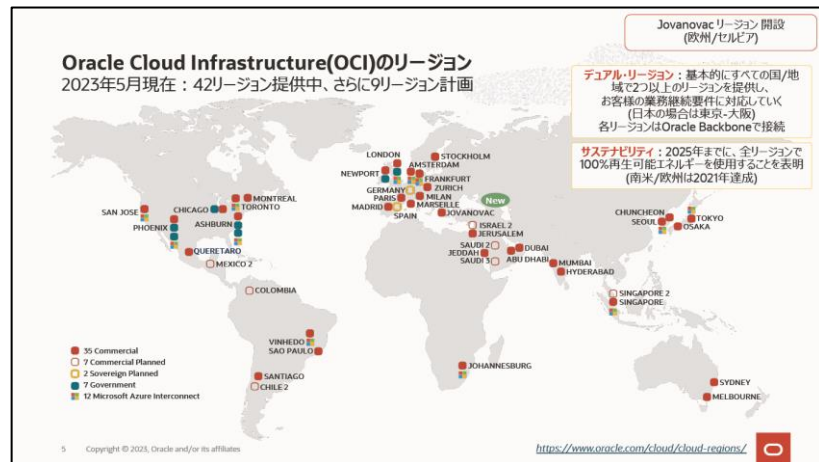 Jovanovac リージョン 開設
(欧州/セルビア)
Oracle Cloud Infrastructure(OCI)のリージョン
2023年5月現在：42リージョン提供中、さらに9リージョン計画
デュアル・リージョン：基本的にすべての国/地
域で2つ以上のリージョンを提供し、
お客様の業務継続要件に対応していく
(日本の場合は東京-大阪)
各リージョンはOracle Backboneで接続
サステナビリティ：2025年までに、全リージョンで
100%再生可能エネルギーを使用することを表明
(南米/欧州は2021年達成)
LONDON
STOCKHOLM
AMSTERDAM
NEWPORT
FRANKFURT
GERMANY
ZURICH
PARIS
MILAN
MADRID
MARSEILLE
SPAIN
JOVANOVAC
New
ISRAEL 2
JERUSALEM
SAUDI 2
DUBAI
JEDDAH
ABU DHABI
SAUDI 3
MUMBAI
HYDERABAD
CHUNCHEON
SEOUL
TOKYO
OSAKA
SINGAPORE 2
SINGAPORE
SYDNEY
MELBOURNE
JOHANNESBURG
SAN JOSE
CHICAGO
MONTREAL
TORONTO
PHOENIX
ASHBURN
QUERETARO
MEXICO 2
COLOMBIA
VINHEDO
SAO PAULO
SANTIAGO
CHILE 2
35 Commercial
7 Commercial Planned
2 Sovereign Planned
7 Government
12 Microsoft Azure Interconnect
5 Copyright © 2023, Oracle and/or its affiliates
https://www.oracle.com/cloud/cloud-regions/